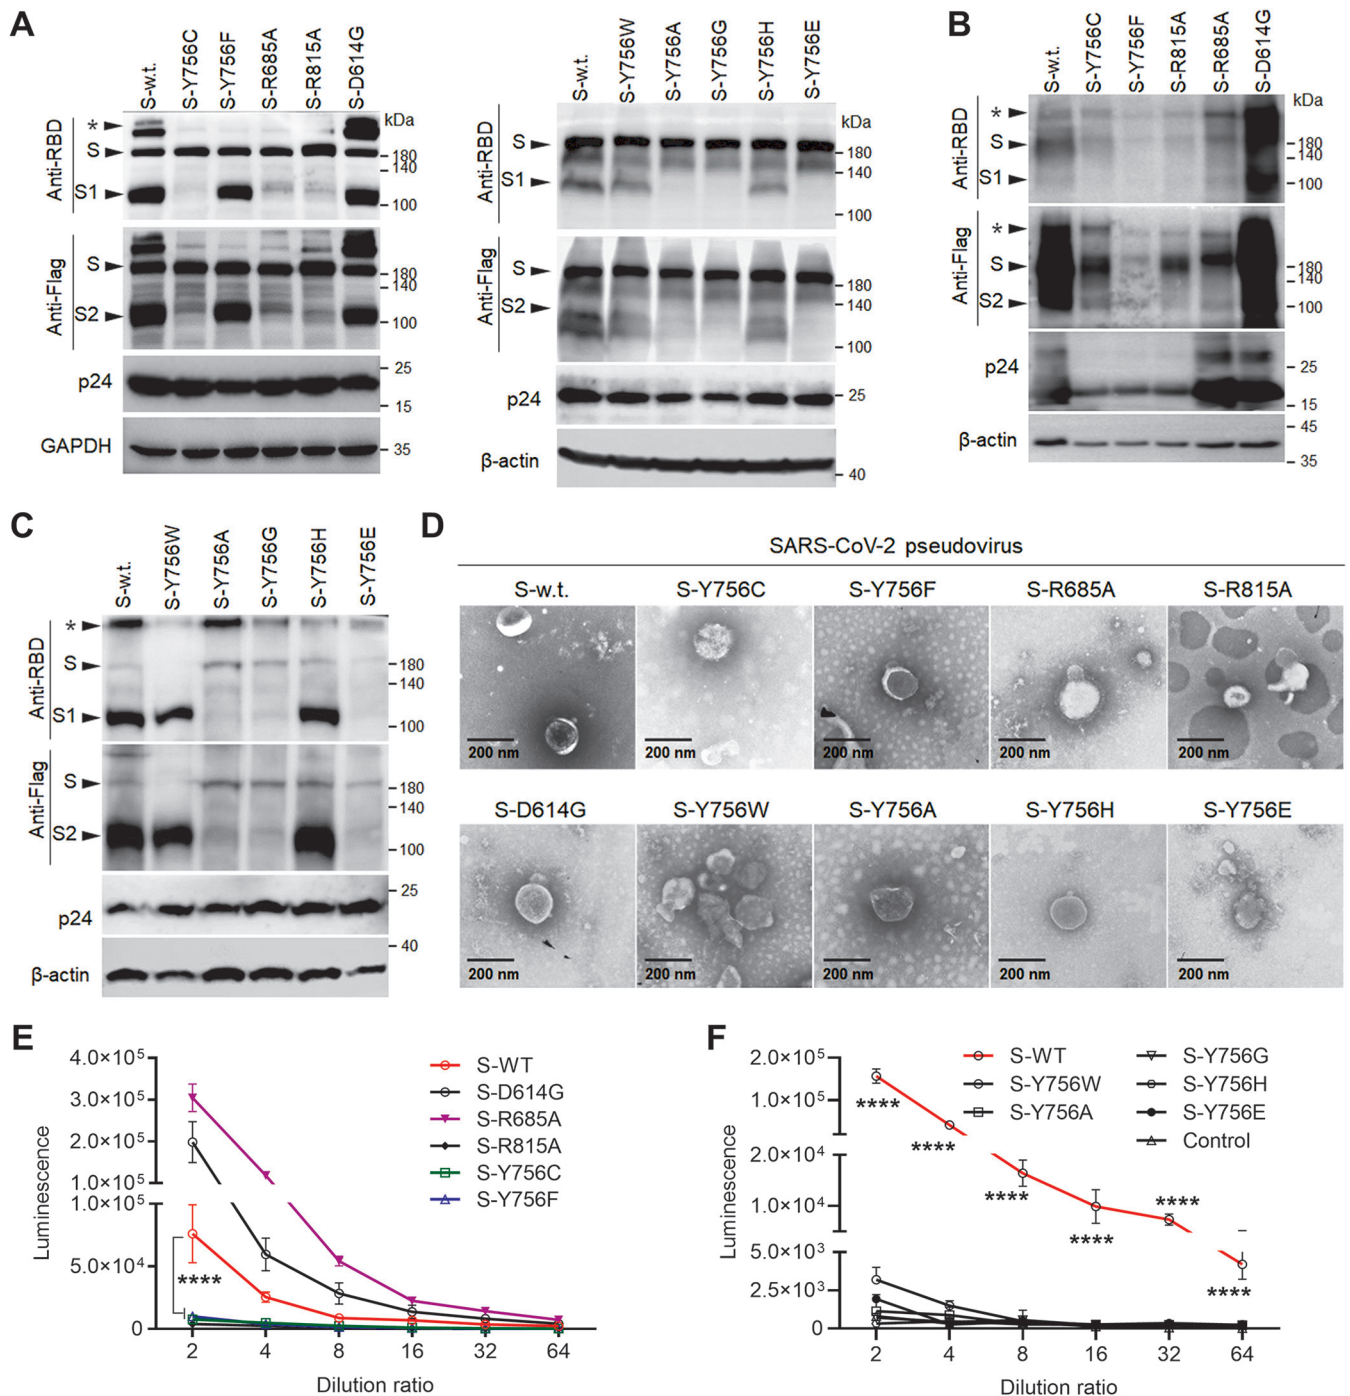 A
S-w.t.
S-Y756C
S-Y756F
S-R685A
S-R815A
S-D614G
kDa
Anti-RBD
*
S
S1
180
140
100
Anti-Flag
S
S2
180
140
100
p24
25
15
GAPDH
35
S-w.t.
S-Y756W
S-Y756A
S-Y756G
S-Y756H
S-Y756E
kDa
Anti-RBD
S
S1
180
140
100
Anti-Flag
S
S2
180
140
100
p24
25
β-actin
40
B
S-w.t.
S-Y756C
S-Y756F
S-R815A
S-R685A
S-D614G
kDa
Anti-RBD
*
S
S1
180
140
100
Anti-Flag
*
S
S2
180
140
100
p24
25
15
β-actin
45
35
C
S-w.t.
S-Y756W
S-Y756A
S-Y756G
S-Y756H
S-Y756E
Anti-RBD
*
S
S1
180
140
100
Anti-Flag
S
S2
180
140
100
p24
25
β-actin
40
D
SARS-CoV-2 pseudovirus
S-w.t. S-Y756C S-Y756F S-R685A S-R815A
200 nm 200 nm 200 nm 200 nm 200 nm
S-D614G S-Y756W S-Y756A S-Y756H S-Y756E
200 nm 200 nm 200 nm 200 nm 200 nm
E
Luminescence
4.0×10⁵
3.0×10⁵
2.0×10⁵
1.0×10⁵
5.0×10⁴
0
****
S-WT
S-D614G
S-R685A
S-R815A
S-Y756C
S-Y756F
2 4 8 16 32 64
Dilution ratio
F
Luminescence
2.0×10⁵
1.0×10⁵
2.0×10⁴
1.0×10⁴
5.0×10³
2.5×10³
0
S-WT
S-Y756W
S-Y756A
S-Y756G
S-Y756H
S-Y756E
Control
****
****
****
****
****
****
2 4 8 16 32 64
Dilution ratio